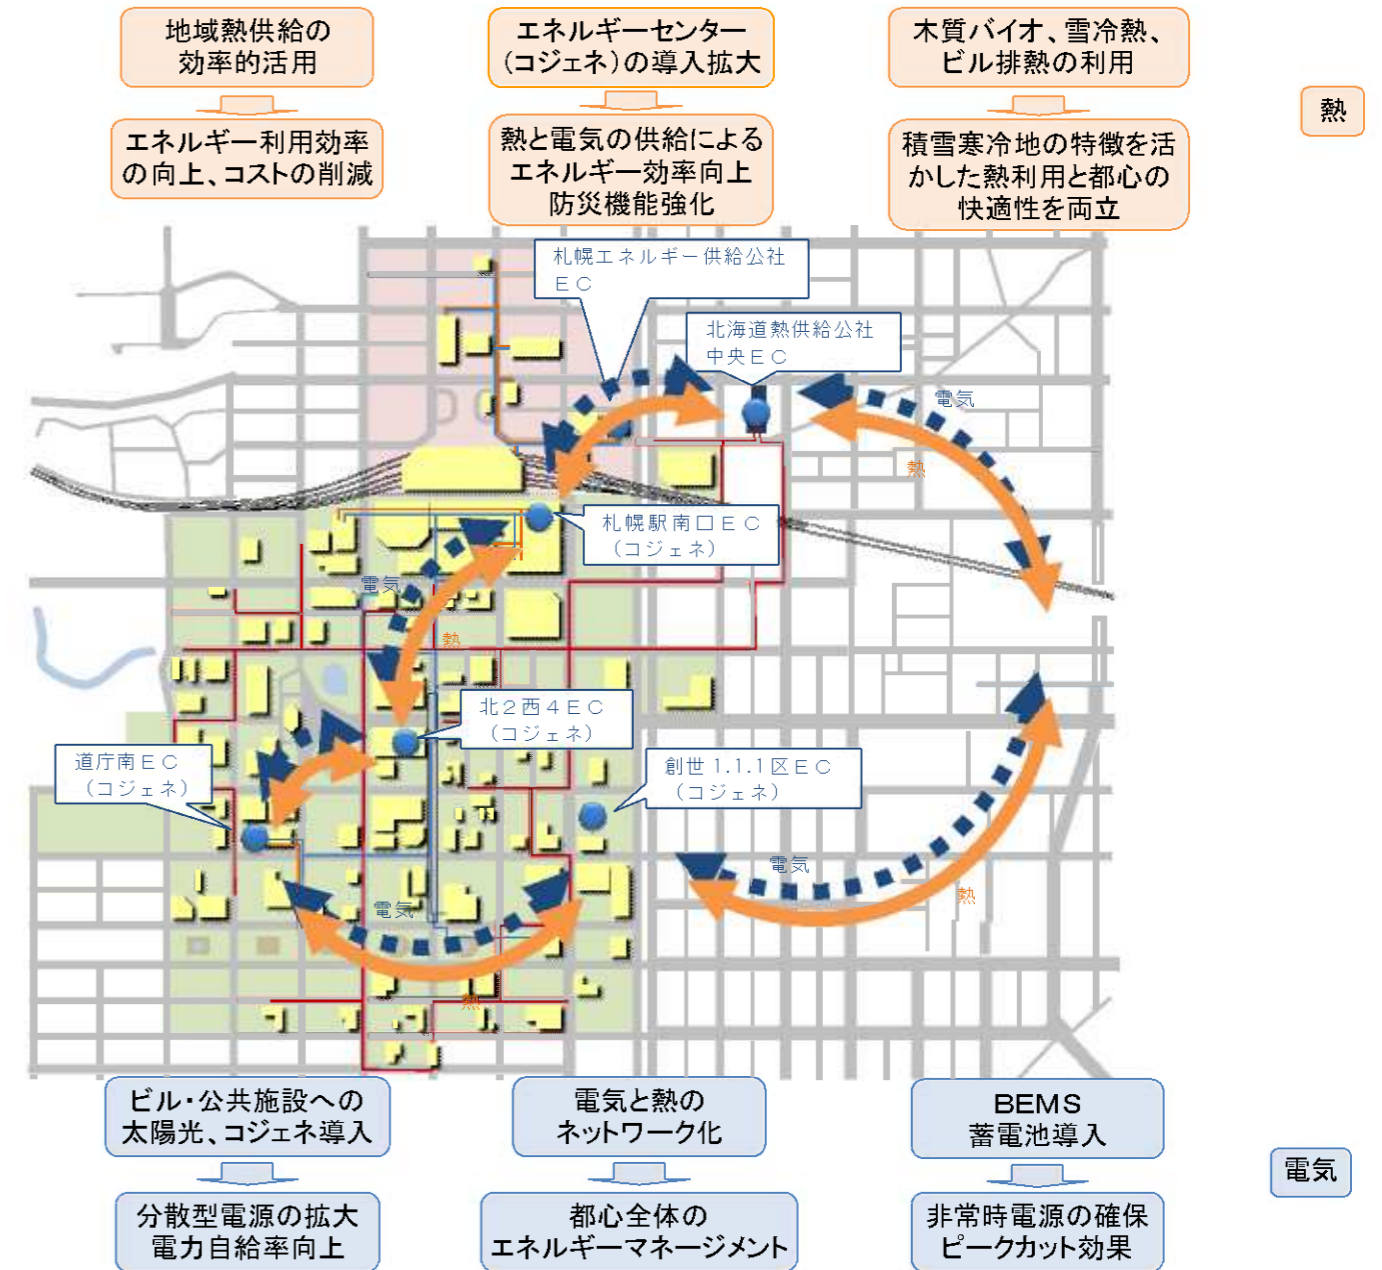 地域熱供給の
効率的活用
エネルギーセンター
(コジェネ)の導入拡大
木質バイオ、雪冷熱、
ビル排熱の利用
熱
エネルギー利用効率
の向上、コストの削減
熱と電気の供給による
エネルギー効率向上
防災機能強化
積雪寒冷地の特徴を活
かした熱利用と都心の
快適性を両立
札幌エネルギー供給公社
EC
北海道熱供給公社
中央EC
電気
熱
札幌駅南口EC
(コジェネ)
電気
熱
北2西4EC
(コジェネ)
道庁南EC
(コジェネ)
創世1.1.1区EC
(コジェネ)
電気
熱
電気
熱
ビル・公共施設への
太陽光、コジェネ導入
電気と熱の
ネットワーク化
BEMS
蓄電池導入
電気
分散型電源の拡大
電力自給率向上
都心全体の
エネルギーマネージメント
非常時電源の確保
ピークカット効果